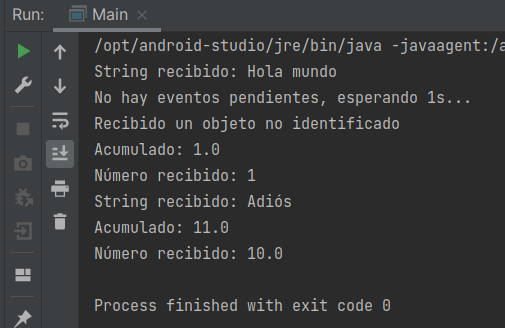 Run: Main
/opt/android-studio/jre/bin/java -javaagent:/
String recibido: Hola mundo
No hay eventos pendientes, esperando 1s...
Recibido un objeto no identificado
Acumulado: 1.0
Número recibido: 1
String recibido: Adiós
Acumulado: 11.0
Número recibido: 10.0
Process finished with exit code 0